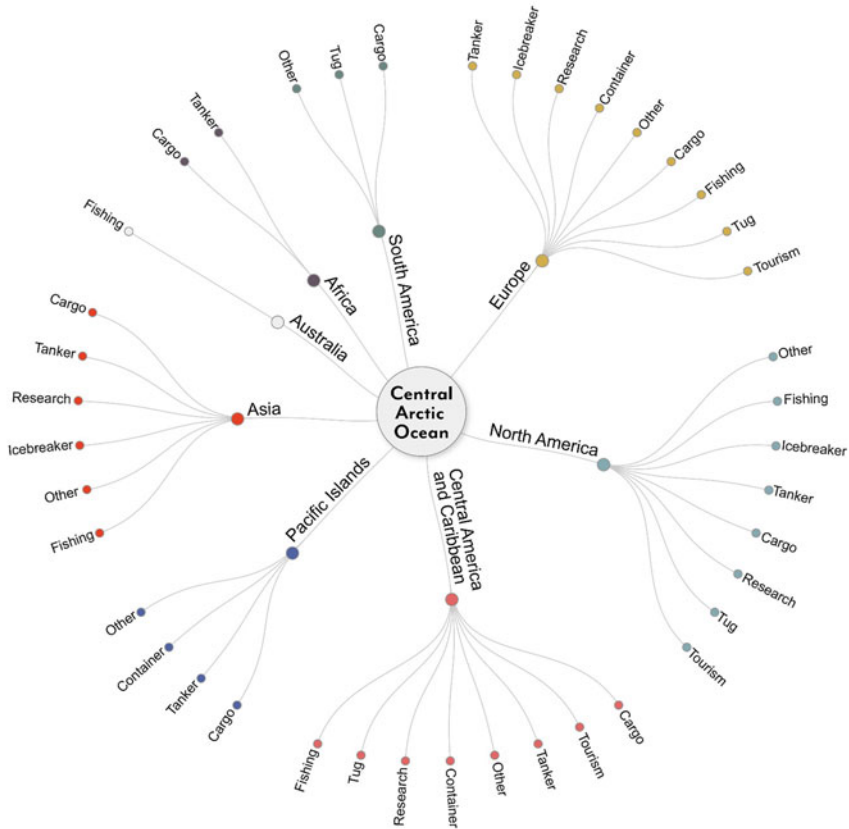 Central
Arctic
Ocean
Europe
Tanker
Icebreaker
Research
Container
Other
Cargo
Fishing
Tug
Tourism
North America
Other
Fishing
Icebreaker
Tanker
Cargo
Research
Tug
Tourism
Central America
and Caribbean
Cargo
Tourism
Tanker
Other
Container
Research
Tug
Fishing
Pacific Islands
Cargo
Tanker
Container
Other
Asia
Fishing
Other
Icebreaker
Research
Tanker
Cargo
Australia
Fishing
Africa
Cargo
Tanker
South America
Other
Tug
Cargo